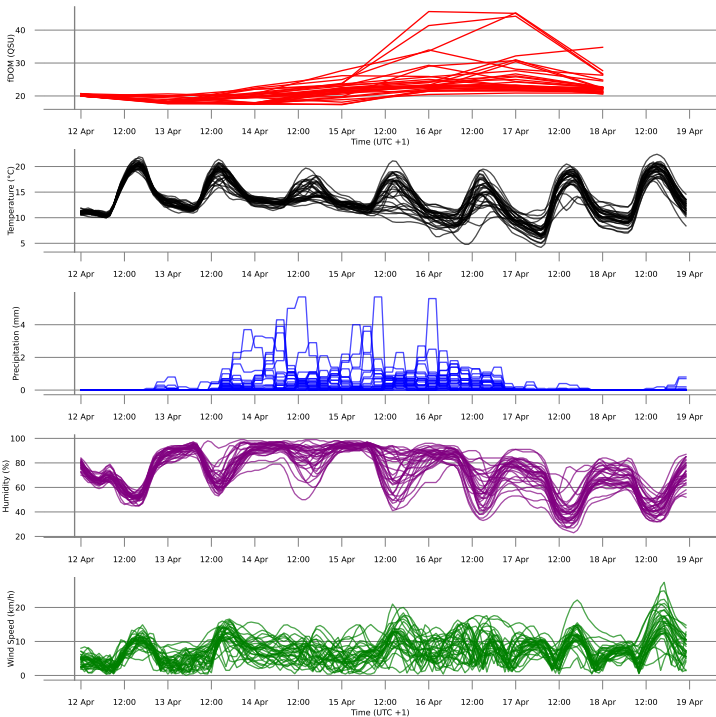 fDOM (QSU)
40
30
20
12 Apr 12:00 13 Apr 12:00 14 Apr 12:00 15 Apr 12:00 16 Apr 12:00 17 Apr 12:00 18 Apr 12:00 19 Apr
Time (UTC +1)
Temperature (°C)
20
15
10
5
12 Apr 12:00 13 Apr 12:00 14 Apr 12:00 15 Apr 12:00 16 Apr 12:00 17 Apr 12:00 18 Apr 12:00 19 Apr
Precipitation (mm)
4
2
0
12 Apr 12:00 13 Apr 12:00 14 Apr 12:00 15 Apr 12:00 16 Apr 12:00 17 Apr 12:00 18 Apr 12:00 19 Apr
Humidity (%)
100
80
60
40
20
12 Apr 12:00 13 Apr 12:00 14 Apr 12:00 15 Apr 12:00 16 Apr 12:00 17 Apr 12:00 18 Apr 12:00 19 Apr
Wind Speed (km/h)
20
10
0
12 Apr 12:00 13 Apr 12:00 14 Apr 12:00 15 Apr 12:00 16 Apr 12:00 17 Apr 12:00 18 Apr 12:00 19 Apr
Time (UTC +1)